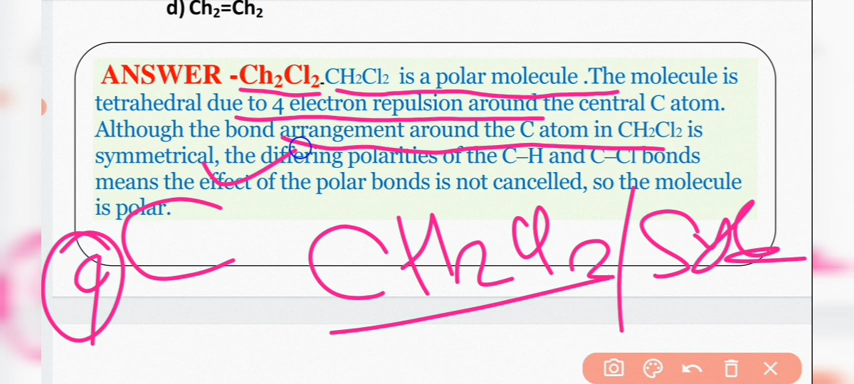 d) Ch₂=Ch₂
ANSWER -Ch₂Cl₂.CH₂Cl₂ is a polar molecule .The molecule is
tetrahedral due to 4 electron repulsion around the central C atom.
Although the bond arrangement around the C atom in CH₂Cl₂ is
symmetrical, the differing polarities of the C–H and C–Cl bonds
means the effect of the polar bonds is not cancelled, so the molecule
is polar.
9
CH₂Cl₂